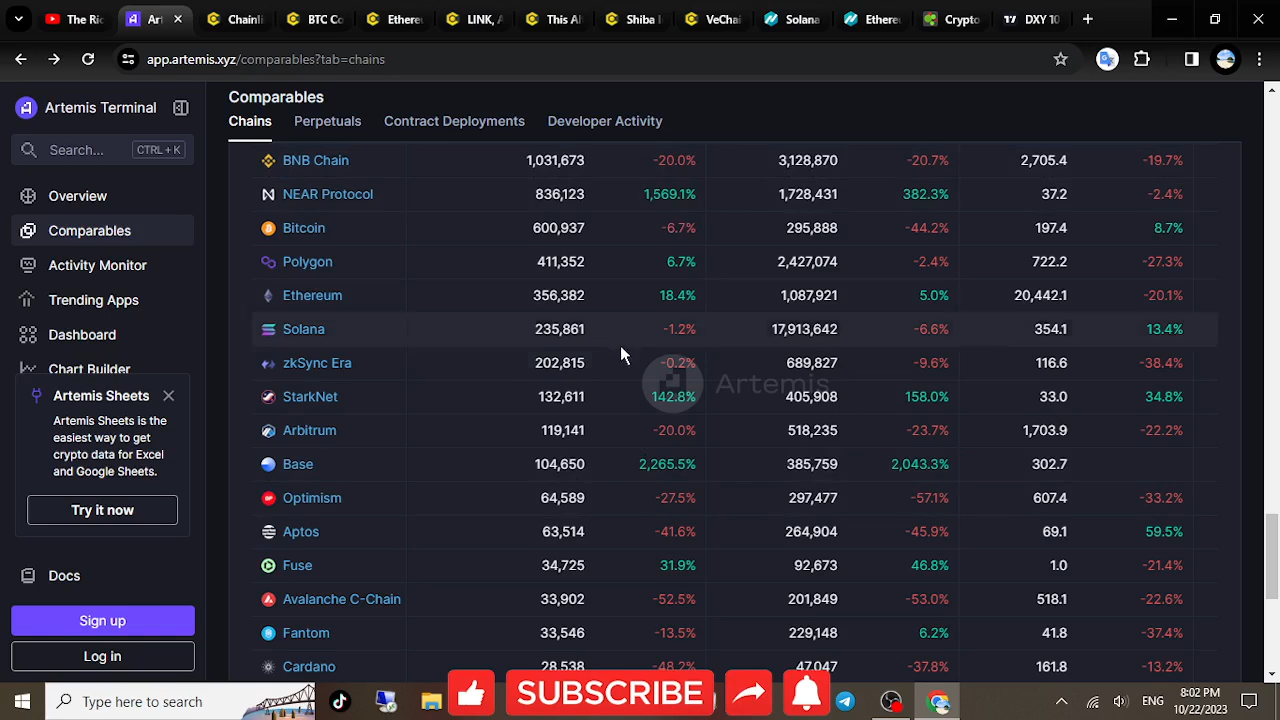 The Ric
Ar
Chainli
BTC Co
Ethere
LINK, A
This Al
Shiba I
VeChai
Solana
Ethere
Crypto
DXY 10
app.artemis.xyz/comparables?tab=chains
Artemis Terminal
Search...
CTRL+K
Overview
Comparables
Activity Monitor
Trending Apps
Dashboard
Chart Builder
Artemis Sheets
Artemis Sheets is the
easiest way to get
crypto data for Excel
and Google Sheets.
Try it now
Docs
Sign up
Log in
Comparables
Chains Perpetuals Contract Deployments Developer Activity
BNB Chain 1,031,673 -20.0% 3,128,870 -20.7% 2,705.4 -19.7%
NEAR Protocol 836,123 1,569.1% 1,728,431 382.3% 37.2 -2.4%
Bitcoin 600,937 -6.7% 295,888 -44.2% 197.4 8.7%
Polygon 411,352 6.7% 2,427,074 -2.4% 722.2 -27.3%
Ethereum 356,382 18.4% 1,087,921 5.0% 20,442.1 -20.1%
Solana 235,861 -1.2% 17,913,642 -6.6% 354.1 13.4%
zkSync Era 202,815 -0.2% 689,827 -9.6% 116.6 -38.4%
Artemis
StarkNet 132,611 142.8% 405,908 158.0% 33.0 34.8%
Arbitrum 119,141 -20.0% 518,235 -23.7% 1,703.9 -22.2%
Base 104,650 2,265.5% 385,759 2,043.3% 302.7
Optimism 64,589 -27.5% 297,477 -57.1% 607.4 -33.2%
Aptos 63,514 -41.6% 264,904 -45.9% 69.1 59.5%
Fuse 34,725 31.9% 92,673 46.8% 1.0 -21.4%
Avalanche C-Chain 33,902 -52.5% 201,849 -53.0% 518.1 -22.6%
Fantom 33,546 -13.5% 229,148 6.2% 41.8 -37.4%
Cardano 28,538 -48.2% 47,047 -37.8% 161.8 -13.2%
SUBSCRIBE
Type here to search
ENG
8:02 PM
10/22/2023